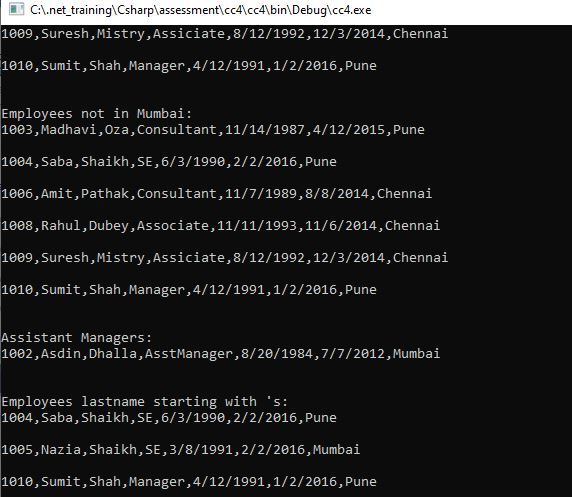 C:\.net_training\Csharp\assessment\cc4\cc4\bin\Debug\cc4.exe
1009,Suresh,Mistry,Assiciate,8/12/1992,12/3/2014,Chennai
1010,Sumit,Shah,Manager,4/12/1991,1/2/2016,Pune
Employees not in Mumbai:
1003,Madhavi,Oza,Consultant,11/14/1987,4/12/2015,Pune
1004,Saba,Shaikh,SE,6/3/1990,2/2/2016,Pune
1006,Amit,Pathak,Consultant,11/7/1989,8/8/2014,Chennai
1008,Rahul,Dubey,Associate,11/11/1993,11/6/2014,Chennai
1009,Suresh,Mistry,Assiciate,8/12/1992,12/3/2014,Chennai
1010,Sumit,Shah,Manager,4/12/1991,1/2/2016,Pune
Assistant Managers:
1002,Asdin,Dhalla,AsstManager,8/20/1984,7/7/2012,Mumbai
Employees lastname starting with 's:
1004,Saba,Shaikh,SE,6/3/1990,2/2/2016,Pune
1005,Nazia,Shaikh,SE,3/8/1991,2/2/2016,Mumbai
1010,Sumit,Shah,Manager,4/12/1991,1/2/2016,Pune